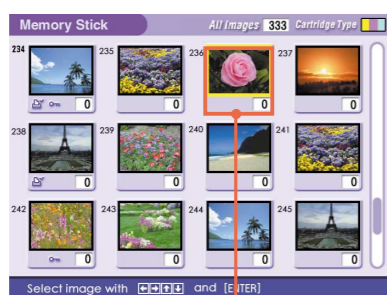 Memory Stick All Images 333 Cartridge Type
234 235 236 237
0 0 0 0
238 239 240 241
0 0 0 0
242 243 244 245
0 0 0 0
Select image with ←→↑↓ and [ENTER]